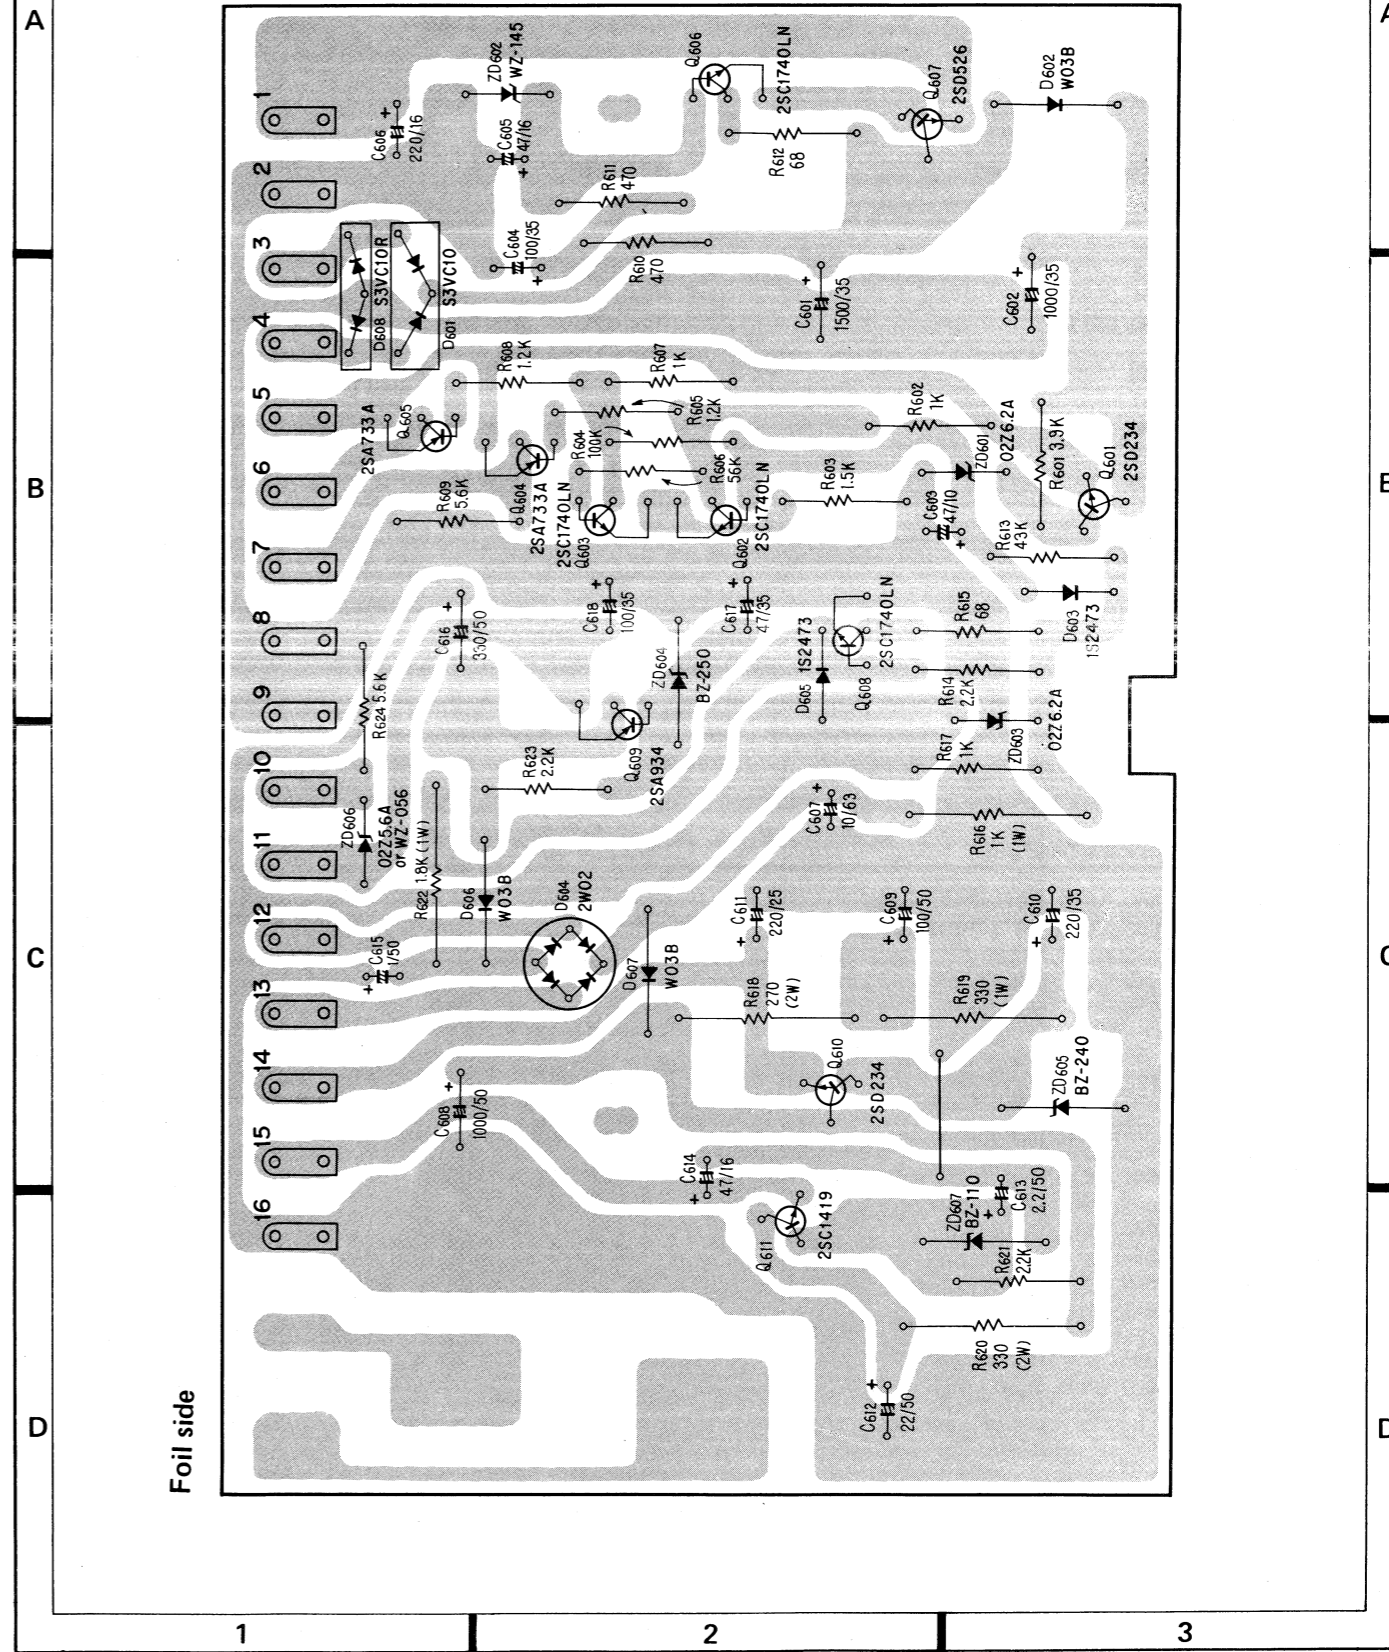 A
A
1
C606
220/16
ZD602
WZ-145
C605
47/16
Q606
2SC1740LN
Q607
2SD526
D602
W03B
2
R611
470
R612
68
3
C604
100/35
R610
470
D608 S3VC10R
D601 S3VC10
C601
1500/35
C602
1000/35
4
R608
1.2K
R607
1K
5
2SA733A
Q605
R605
1.2K
R604
100K
R602
1K
ZD601
02Z6.2A
R601 3.9K
Q601
2SD234
B
6
R609
5.6K
Q604
2SA733A
2SC1740LN
Q603
R606
56K
Q602
2SC1740LN
R603
1.5K
C603
47/10
R613
43K
7
8
C616
330/50
C618
100/35
C617
47/35
ZD604
BZ-250
1S2473
D605
Q608
2SC1740LN
R615
68
D603
1S2473
R614
2.2K
9
R624 5.6K
Q609
2SA934
R617
1K
ZD603
02Z6.2A
10
R623
2.2K
ZD606
02Z5.6A
or WZ-056
C607
10/63
R616
1K
(1W)
11
R622 1.8K (1W)
D606
W03B
D604
2W02
12
C615
1/50
C611
220/25
C609
100/50
C610
220/35
C
13
D607
W03B
R618
270
(2W)
R619
330
(1W)
14
C608
1000/50
Q610
2SD234
ZD605
BZ-240
15
C614
47/16
C613
2.2/50
16
Q611
2SC1419
ZD607
BZ-110
R621
2.2K
R620
330
(2W)
C612
22/50
Foil side
D
1
2
3